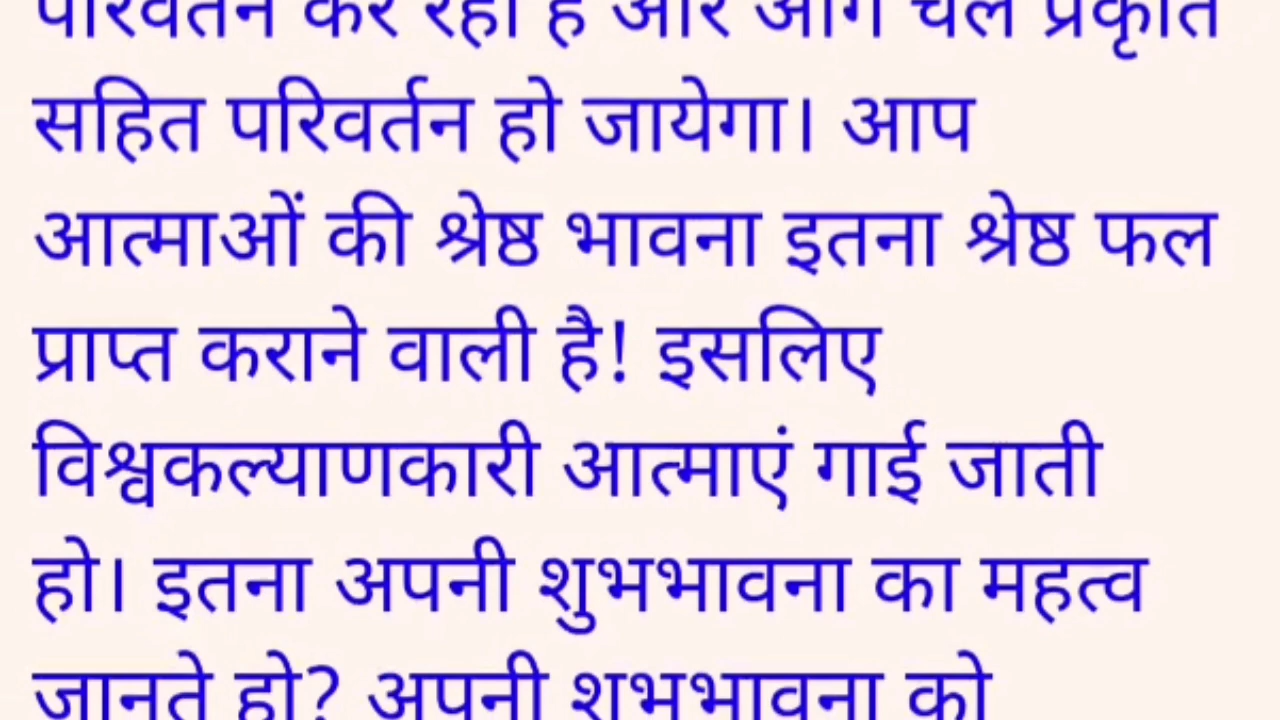 परिवर्तन कर रहा है और आगे चल प्रकृति
सहित परिवर्तन हो जायेगा। आप
आत्माओं की श्रेष्ठ भावना इतना श्रेष्ठ फल
प्राप्त कराने वाली है! इसलिए
विश्वकल्याणकारी आत्माएं गाई जाती
हो। इतना अपनी शुभभावना का महत्व
जानते हो? अपनी शुभभावना को